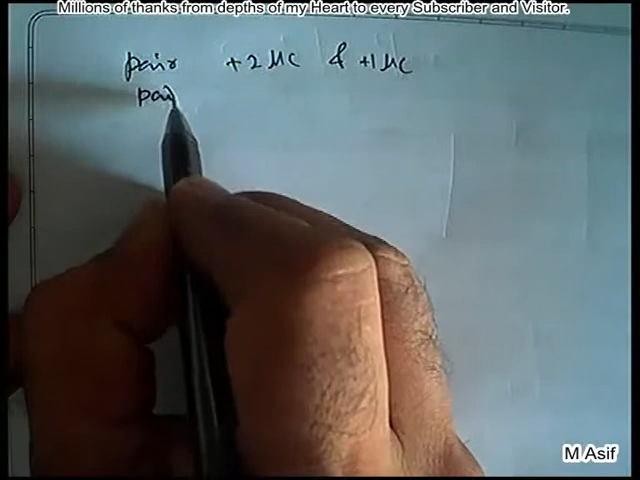 Millions of thanks from depths of my Heart to every Subscriber and Visitor.
pair +2 μc & +1 μc
pai
M Asif